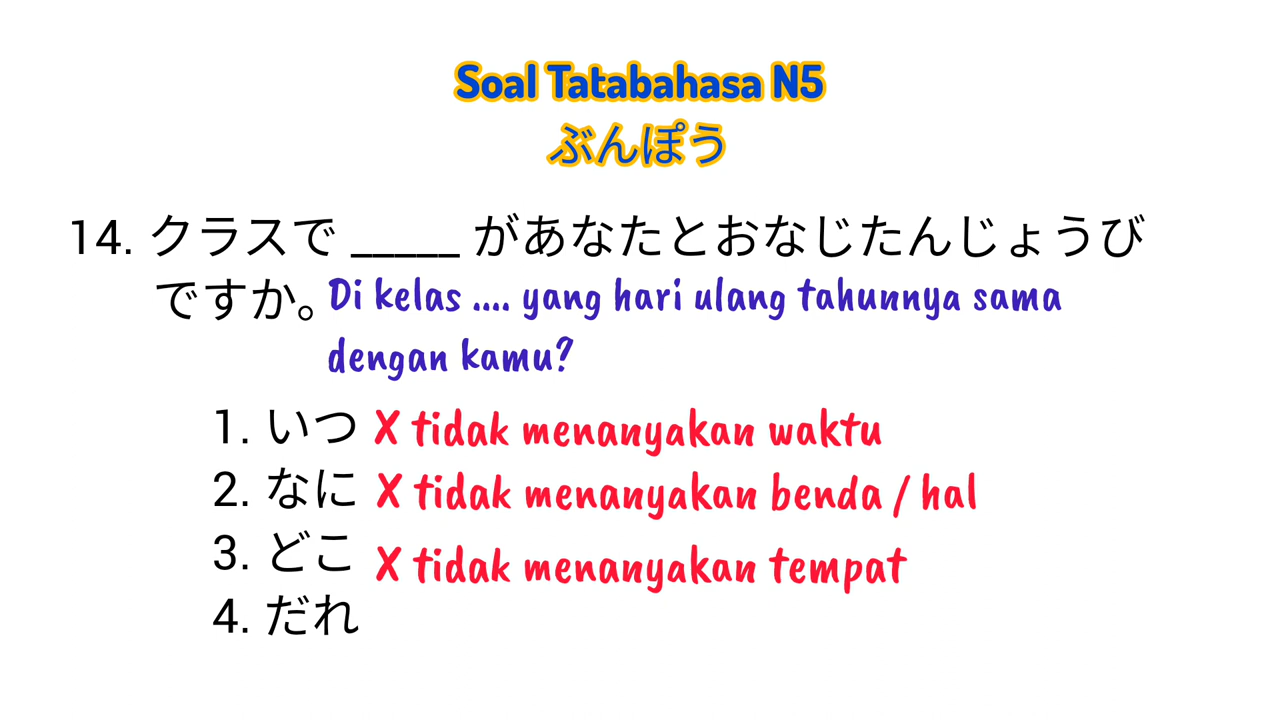 Soal Tatabahasa N5
ぶんぽう
14. クラスで _____ があなたとおなじたんじょうび
ですか。Di kelas .... yang hari ulang tahunnya sama
dengan kamu?
1. いつ X tidak menanyakan waktu
2. なに X tidak menanyakan benda / hal
3. どこ X tidak menanyakan tempat
4. だれ